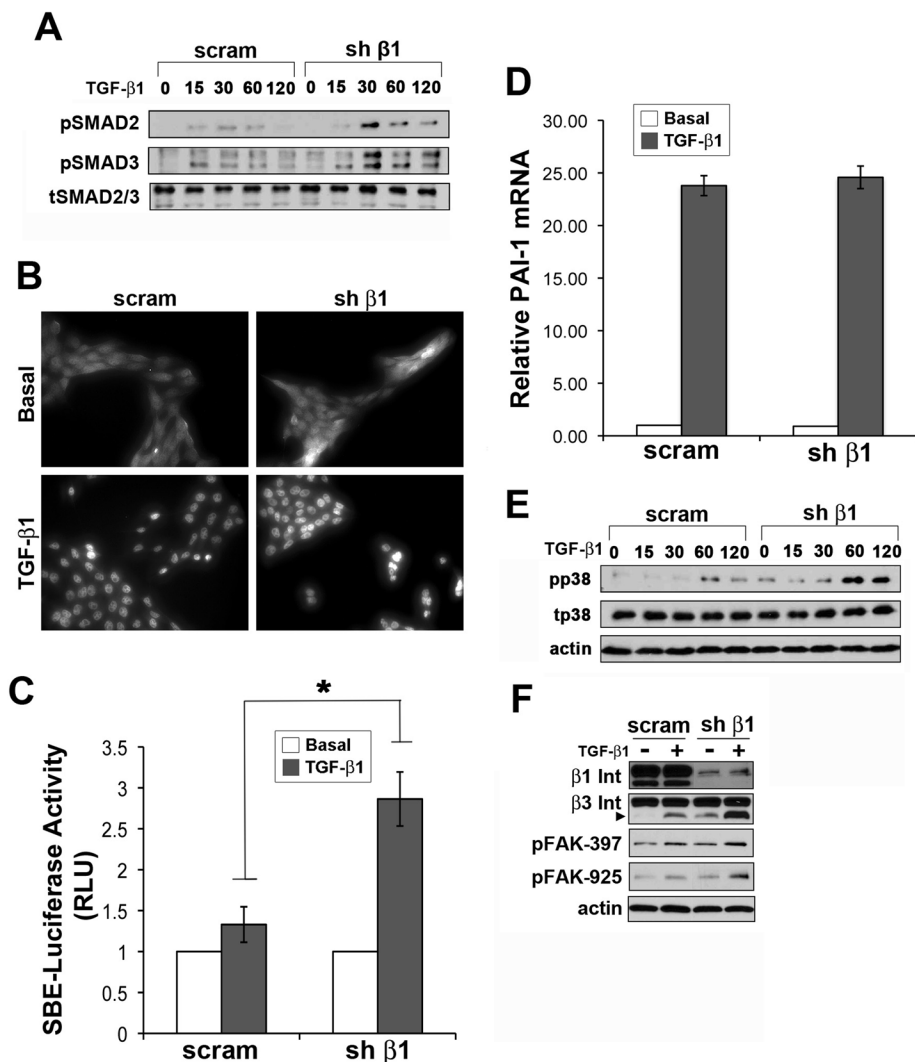 A
scram sh β1
TGF-β1 0 15 30 60 120 0 15 30 60 120
pSMAD2
pSMAD3
tSMAD2/3
B
scram sh β1
Basal
TGF-β1
C
SBE-Luciferase Activity
(RLU)
Basal
TGF-β1
*
4
3.5
3
2.5
2
1.5
1
0.5
0
scram sh β1
D
Relative PAI-1 mRNA
Basal
TGF-β1
30.00
25.00
20.00
15.00
10.00
5.00
0.00
scram sh β1
E
scram sh β1
TGF-β1 0 15 30 60 120 0 15 30 60 120
pp38
tp38
actin
F
scram sh β1
TGF-β1 - + - +
β1 Int
β3 Int
pFAK-397
pFAK-925
actin